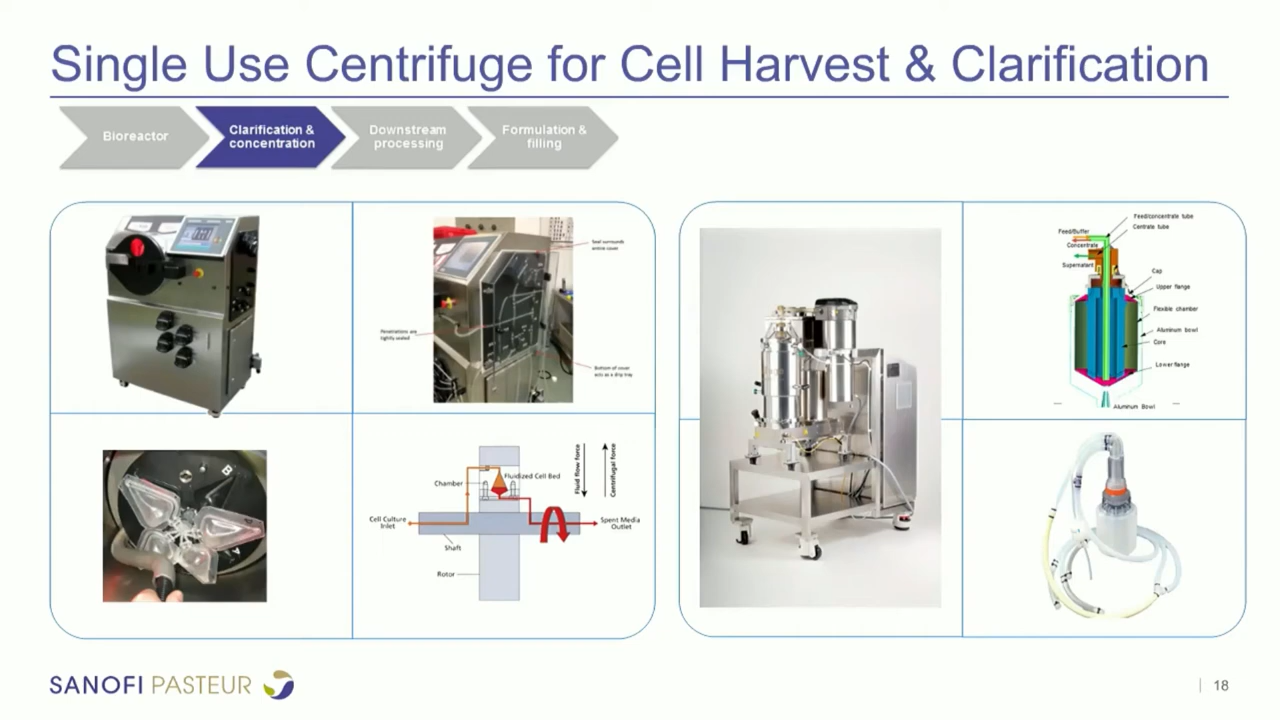 Single Use Centrifuge for Cell Harvest & Clarification
Bioreactor
Clarification &
concentration
Downstream
processing
Formulation &
filling
Seal surrounds
entire cover
Penetrations are
tightly sealed
Bottom of cover
acts as a drip tray
Chamber
Fluidized Cell Bed
Fluid flow force
Centrifugal force
Cell Culture
Inlet
Spent Media
Outlet
Shaft
Rotor
B
A
Feed/concentrate tube
Centrate tube
Feed/Buffer
Concentrate
Supernatant
Cap
Upper flange
Flexible chamber
Aluminum bowl
Core
Lower flange
Aluminum Bowl
SANOFI PASTEUR
18